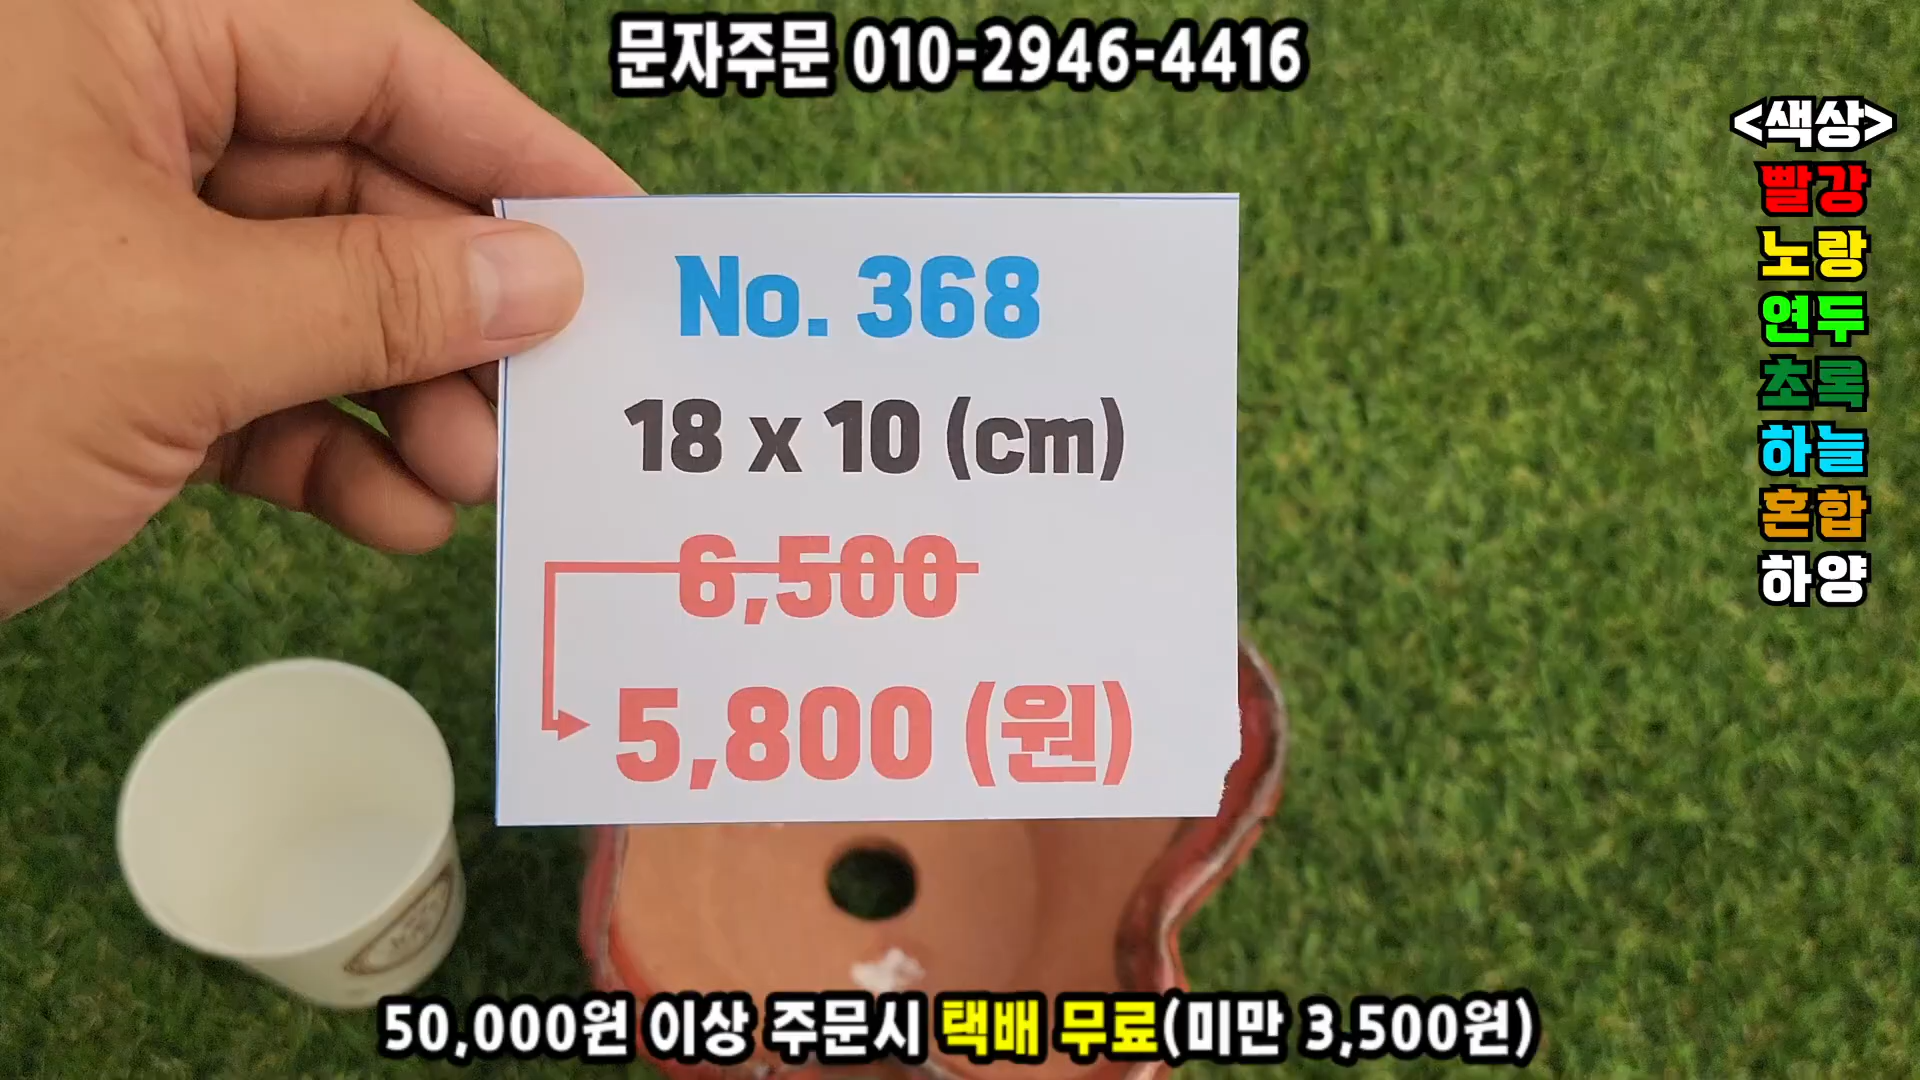 문자주문 010-2946-4416
<색상>
빨강
노랑
연두
초록
하늘
혼합
하양
No. 368
18 x 10 (cm)
6,500
5,800 (원)
50,000원 이상 주문시 택배 무료(미만 3,500원)